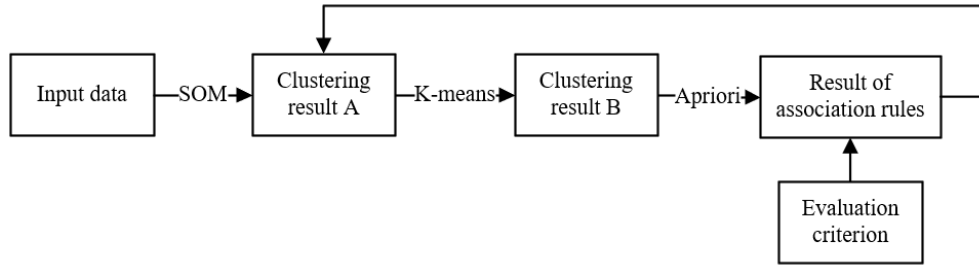 Input data
SOM
Clustering
result A
K-means
Clustering
result B
Apriori
Result of
association rules
Evaluation
criterion